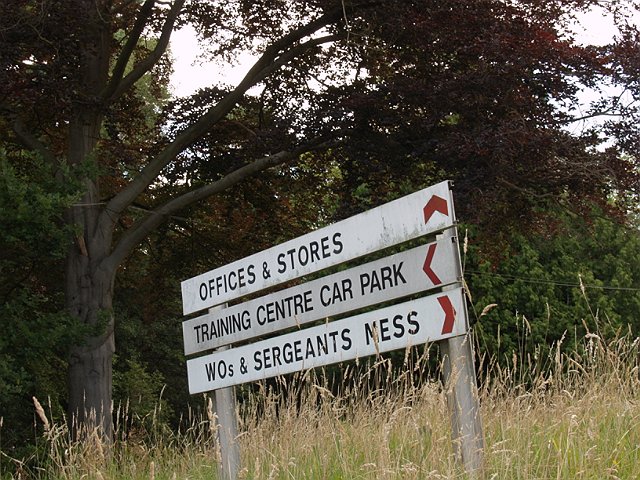 OFFICES & STORES
TRAINING CENTRE CAR PARK
WOs & SERGEANTS MESS